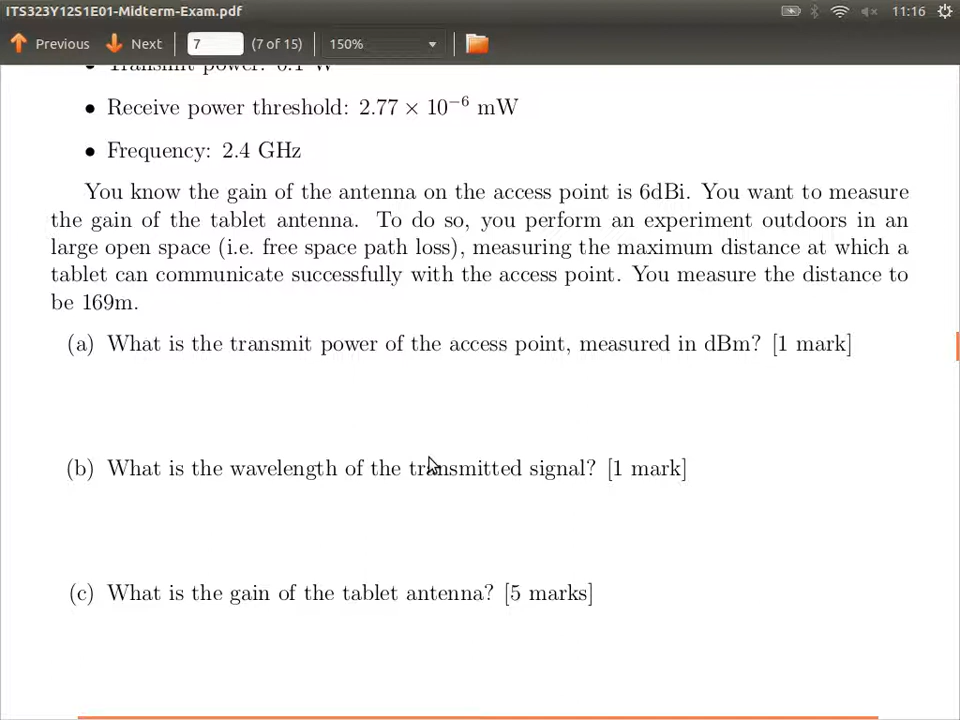 ITS323Y12S1E01-Midterm-Exam.pdf 11:16
Previous Next 7 (7 of 15) 150%
• Transmit power: 0.1 W
• Receive power threshold: 2.77 × 10⁻⁶ mW
• Frequency: 2.4 GHz
You know the gain of the antenna on the access point is 6dBi. You want to measure
the gain of the tablet antenna. To do so, you perform an experiment outdoors in an
large open space (i.e. free space path loss), measuring the maximum distance at which a
tablet can communicate successfully with the access point. You measure the distance to
be 169m.
(a) What is the transmit power of the access point, measured in dBm? [1 mark]
(b) What is the wavelength of the transmitted signal? [1 mark]
(c) What is the gain of the tablet antenna? [5 marks]